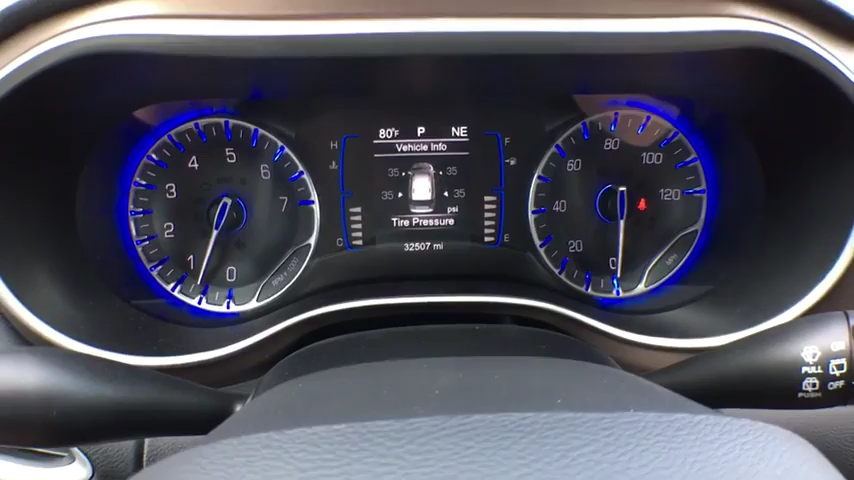 80°F P NE
Vehicle Info
35 35
35 35
psi
Tire Pressure
32507 mi
H
C
F
E
0
1
2
3
4
5
6
7
RPM x 1000
0
20
40
60
80
100
120
MPH
PULL
PUSH
OFF